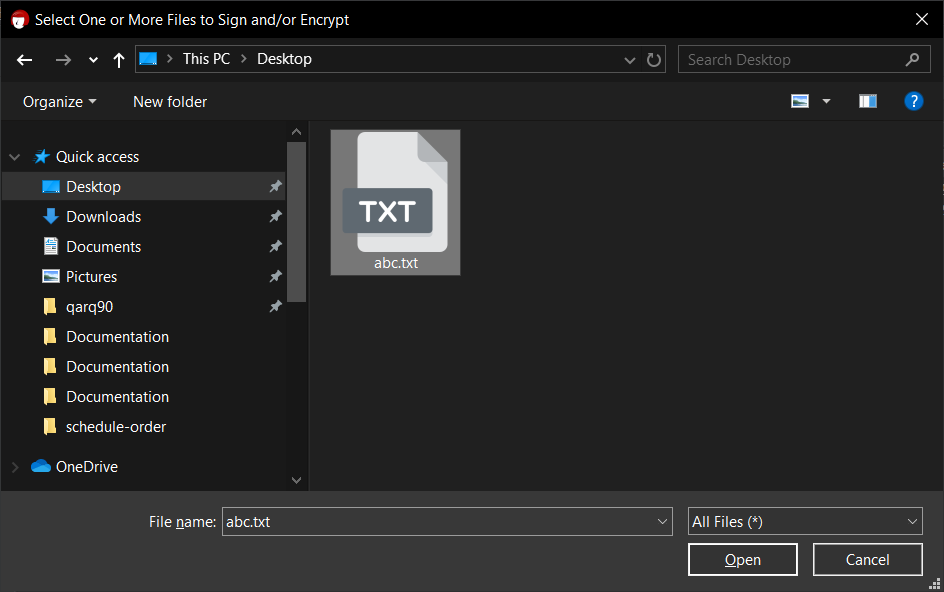 Select One or More Files to Sign and/or Encrypt
This PC > Desktop
Search Desktop
Organize
New folder
?
Quick access
Desktop
Downloads
Documents
Pictures
qarq90
Documentation
Documentation
Documentation
schedule-order
OneDrive
TXT
abc.txt
File name: abc.txt
All Files (*)
Open
Cancel